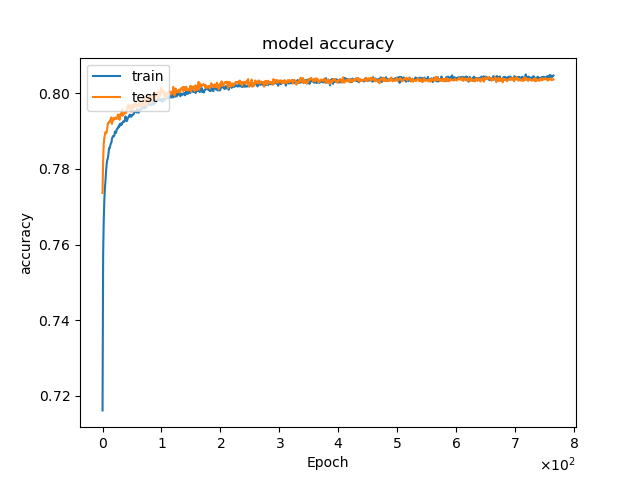 model accuracy
train
test
0.80
0.78
0.76
0.74
0.72
accuracy
0 1 2 3 4 5 6 7 8
Epoch
×10²